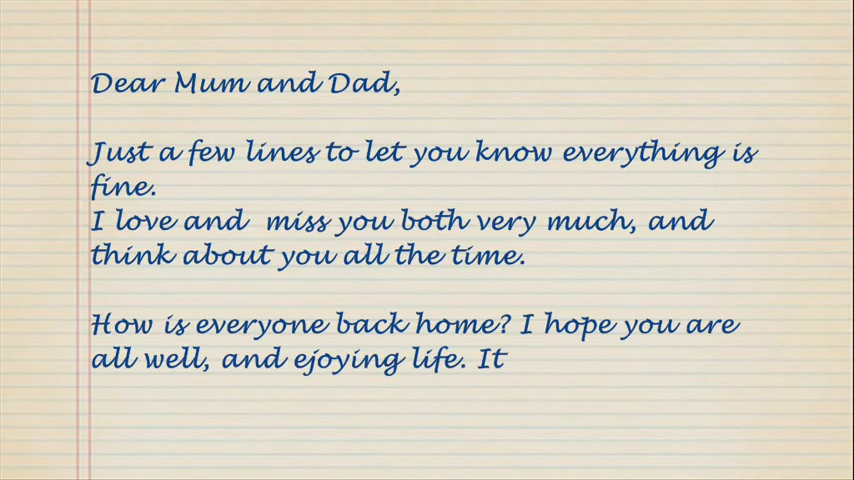 Dear Mum and Dad,
Just a few lines to let you know everything is
fine.
I love and  miss you both very much, and
think about you all the time.
How is everyone back home? I hope you are
all well, and ejoying life. It